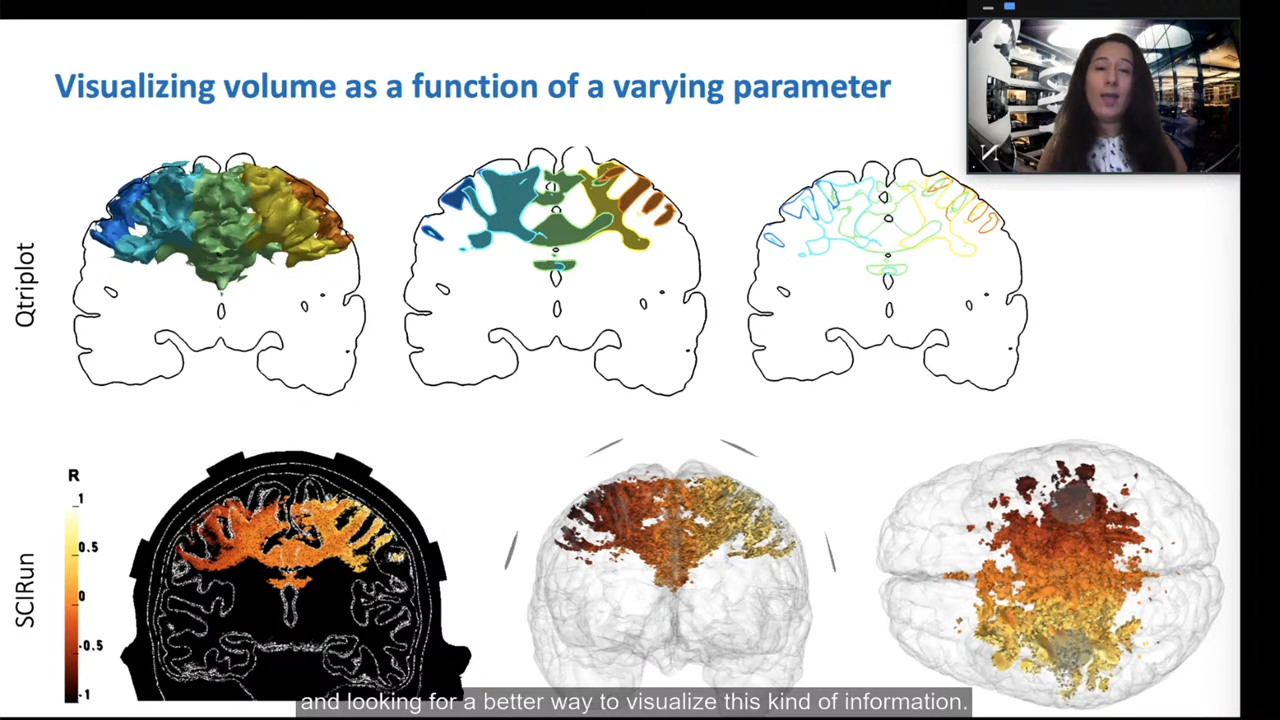 Visualizing volume as a function of a varying parameter
Qtriplot
SCIRun
R
1
0.5
0
-0.5
-1
and looking for a better way to visualize this kind of information.